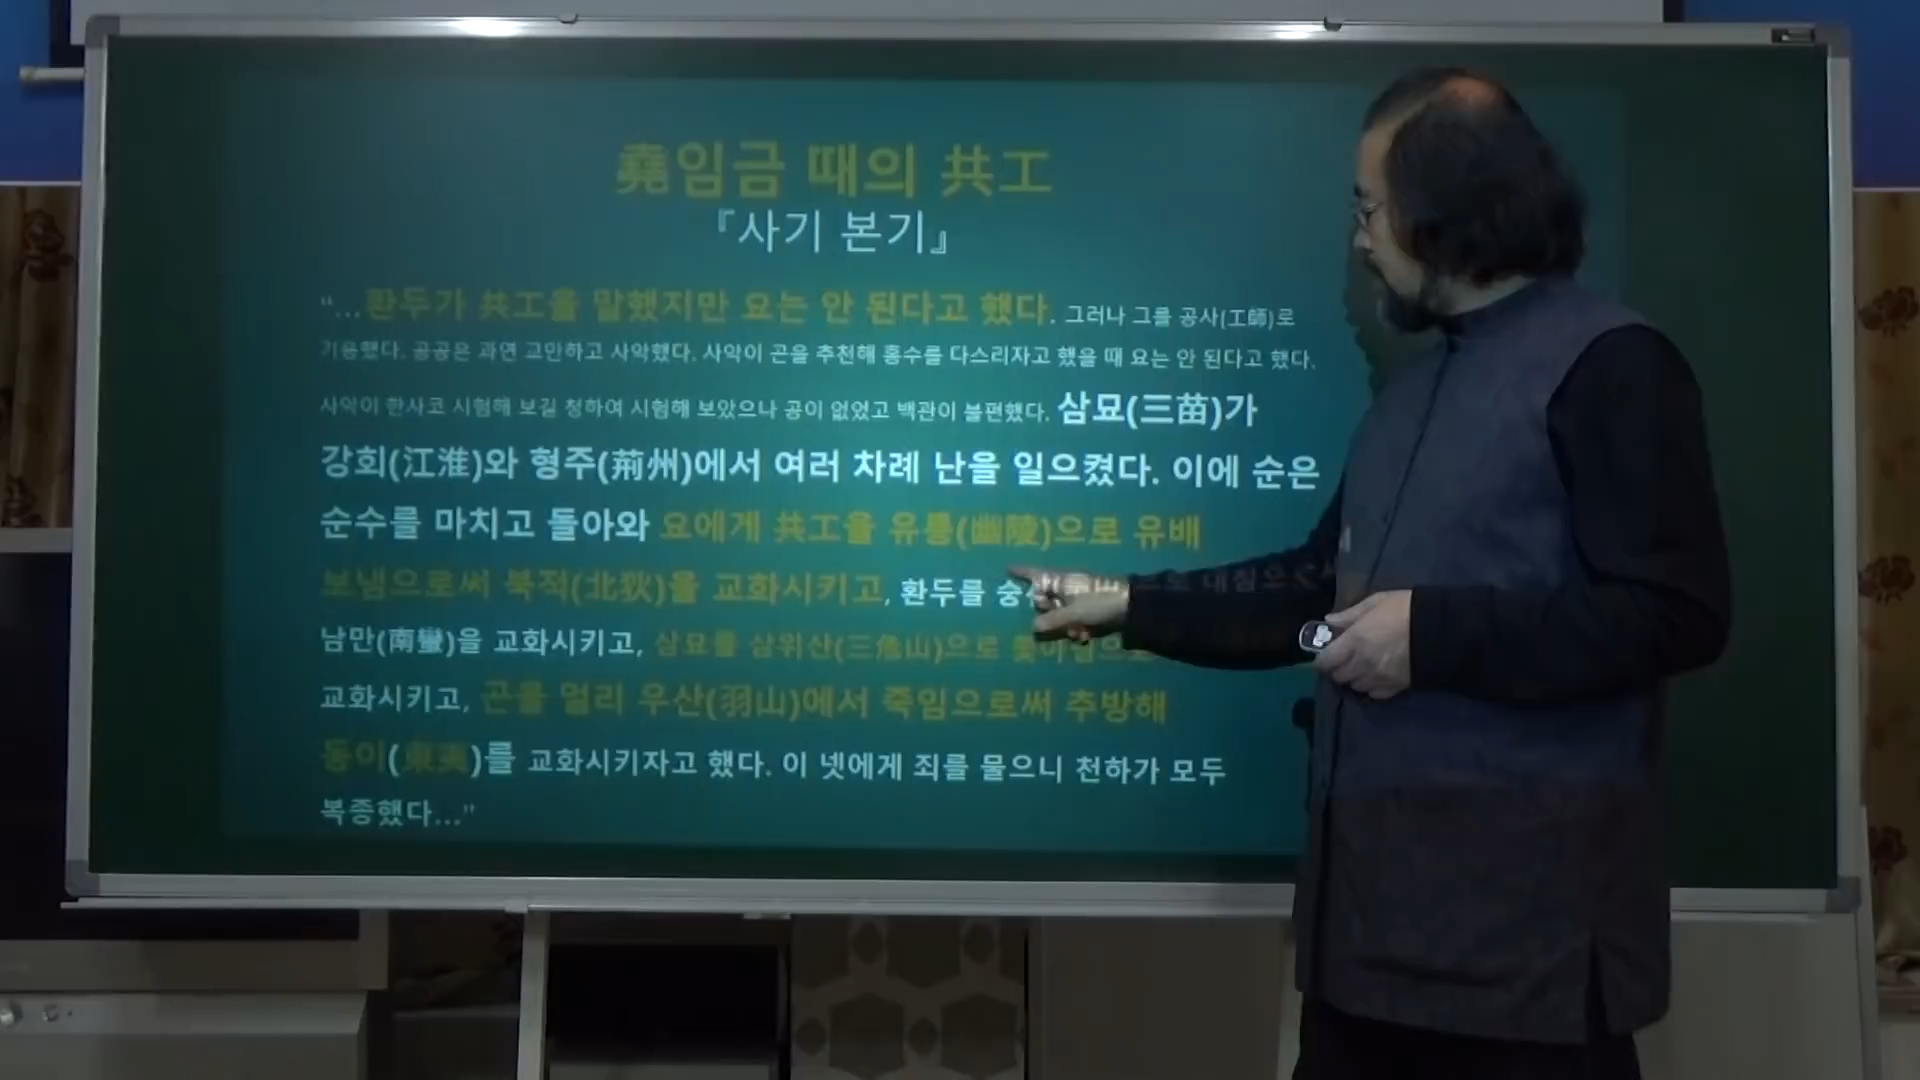 堯임금 때의 共工
『사기 본기』
“...환두가 共工을 말했지만 요는 안 된다고 했다. 그러나 그를 공사(工師)로
기용했다. 공공은 과연 교만하고 사악했다. 사악이 곤을 추천해 홍수를 다스리자고 했을 때 요는 안 된다고 했다.
사악이 한사코 시험해 보길 청하여 시험해 보았으나 공이 없었고 백관이 불편했다. 삼묘(三苗)가
강회(江淮)와 형주(荊州)에서 여러 차례 난을 일으켰다. 이에 순은
순수를 마치고 돌아와 요에게 共工을 유릉(幽陵)으로 유배
보냄으로써 북적(北狄)을 교화시키고, 환두를
남만(南蠻)을 교화시키고, 삼묘를 삼위산(三危山)으로
교화시키고, 곤을 멀리 우산(羽山)에서 죽임으로써 추방해
동이(東夷)를 교화시키자고 했다. 이 넷에게 죄를 물으니 천하가 모두
복종했다...”